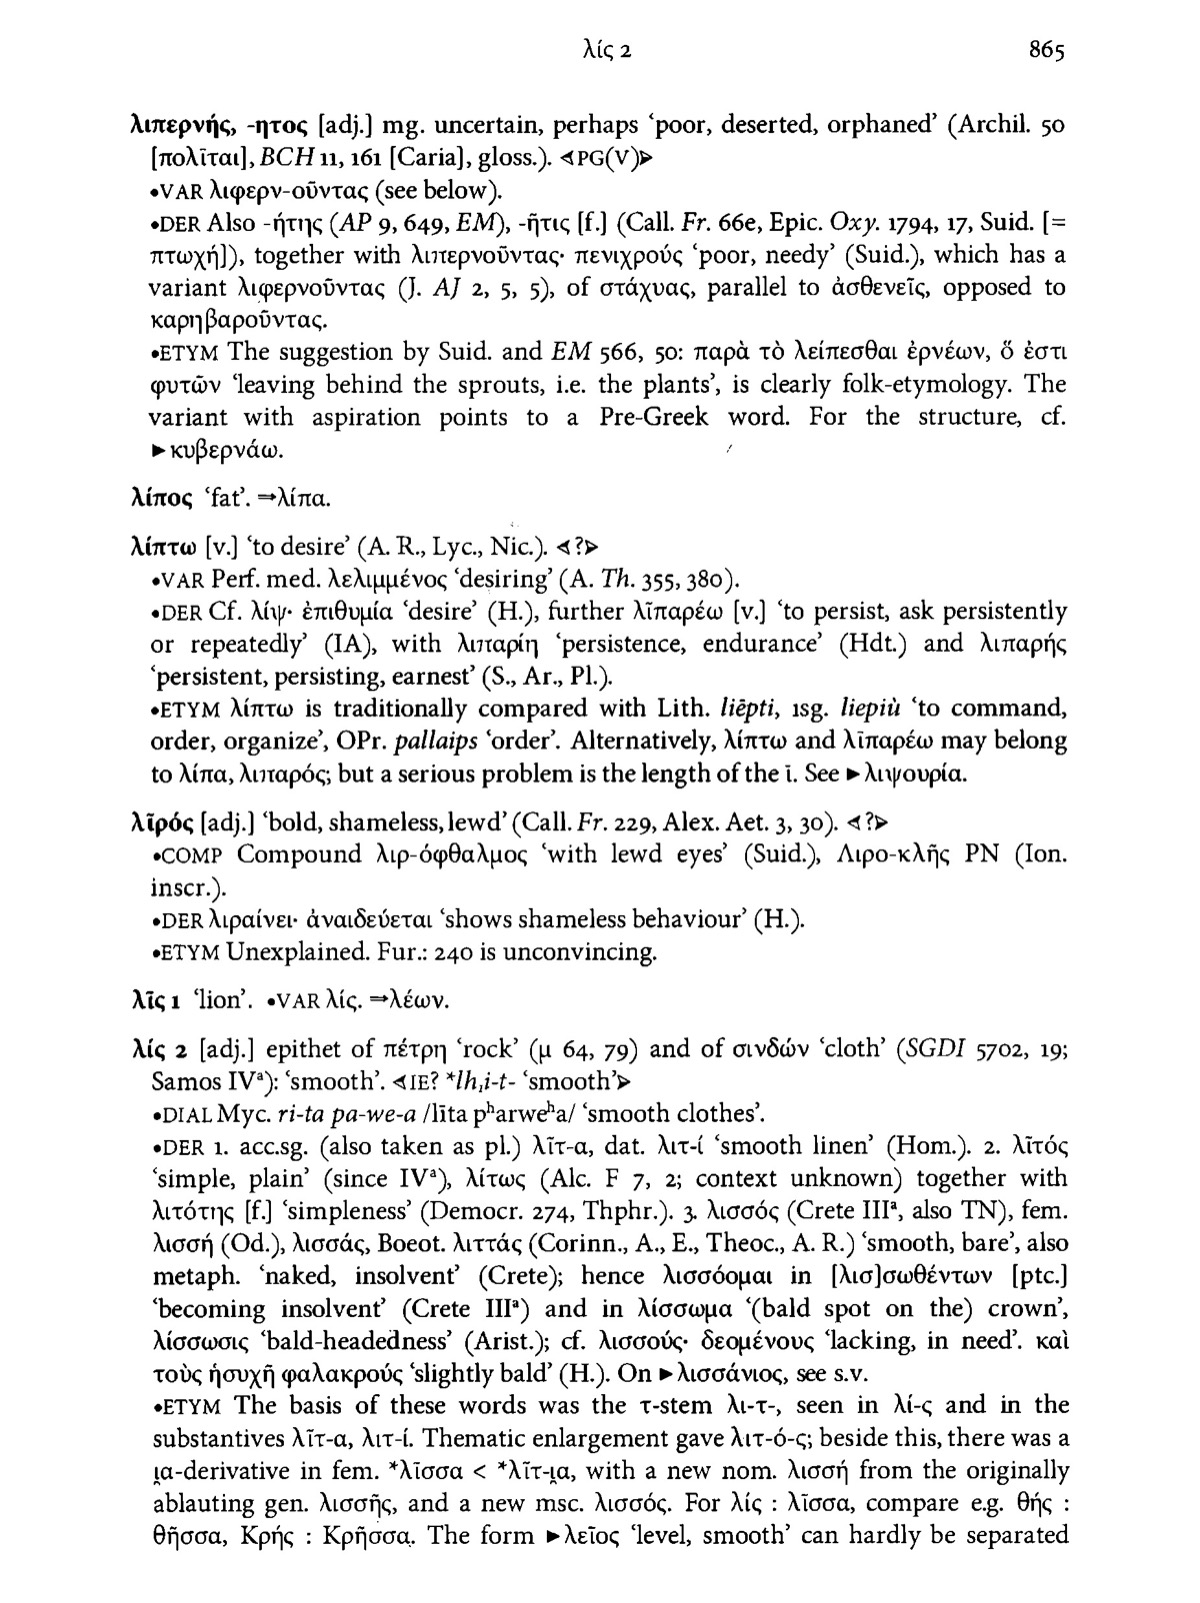 λίς 2 865
λιπερνής, -ητος [adj.] mg. uncertain, perhaps ‘poor, deserted, orphaned’ (Archil. 50
[πολῖται], BCH 11, 161 [Caria], gloss.). ⋖PG(V)⋗
•VAR λιφερν-οῦντας (see below).
•DER Also -ήτης (AP 9, 649, EM), -ῆτις [f.] (Call. Fr. 66e, Epic. Oxy. 1794, 17, Suid. [=
πτωχή]), together with λιπερνοῦντας· πενιχρούς ‘poor, needy’ (Suid.), which has a
variant λιφερνοῦντας (J. AJ 2, 5, 5), of στάχυας, parallel to ἀσθενεῖς, opposed to
καρηβαροῦντας.
•ETYM The suggestion by Suid. and EM 566, 50: παρὰ τὸ λείπεσθαι ἐρνέων, ὅ ἐστι
φυτῶν ‘leaving behind the sprouts, i.e. the plants’, is clearly folk-etymology. The
variant with aspiration points to a Pre-Greek word. For the structure, cf.
►κυβερνάω.
λίπος ‘fat’. ⇒λίπα.
λίπτω [v.] ‘to desire’ (A. R., Lyc., Nic.). ⋖?⋗
•VAR Perf. med. λελιμμένος ‘desiring’ (A. Th. 355, 380).
•DER Cf. λίψ· ἐπιθυμία ‘desire’ (H.), further λῑπαρέω [v.] ‘to persist, ask persistently
or repeatedly’ (IA), with λιπαρίη ‘persistence, endurance’ (Hdt.) and λιπαρής
‘persistent, persisting, earnest’ (S., Ar., Pl.).
•ETYM λίπτω is traditionally compared with Lith. liẽpti, 1sg. liepiù ‘to command,
order, organize’, OPr. pallaips ‘order’. Alternatively, λίπτω and λῑπαρέω may belong
to λίπα, λιπαρός; but a serious problem is the length of the ῑ. See ►λιψουρία.
λῑρός [adj.] ‘bold, shameless, lewd’ (Call. Fr. 229, Alex. Aet. 3, 30). ⋖?⋗
•COMP Compound λιρ-όφθαλμος ‘with lewd eyes’ (Suid.), Λιρο-κλῆς PN (Ion.
inscr.).
•DER λιραίνει· ἀναιδεύεται ‘shows shameless behaviour’ (H.).
•ETYM Unexplained. Fur.: 240 is unconvincing.
λῖς 1 ‘lion’. •VAR λίς. ⇒λέων.
λίς 2 [adj.] epithet of πέτρη ‘rock’ (μ 64, 79) and of σινδών ‘cloth’ (SGDI 5702, 19;
Samos IVᵃ): ‘smooth’. ⋖IE? *lh₁i-t- ‘smooth’⋗
•DIAL Myc. ri-ta pa-we-a /līta pʰarweʰa/ ‘smooth clothes’.
•DER 1. acc.sg. (also taken as pl.) λῖτ-α, dat. λιτ-ί ‘smooth linen’ (Hom.). 2. λῑτός
‘simple, plain’ (since IVᵃ), λίτως (Alc. F 7, 2; context unknown) together with
λιτότης [f.] ‘simpleness’ (Democr. 274, Thphr.). 3. λισσός (Crete IIIᵃ, also TN), fem.
λισσή (Od.), λισσάς, Boeot. λιττάς (Corinn., A., E., Theoc., A. R.) ‘smooth, bare’, also
metaph. ‘naked, insolvent’ (Crete); hence λισσόομαι in [λισ]σωθέντων [ptc.]
‘becoming insolvent’ (Crete IIIᵃ) and in λίσσωμα ‘(bald spot on the) crown’,
λίσσωσις ‘bald-headedness’ (Arist.); cf. λισσούς· δεομένους ‘lacking, in need’. καὶ
τοὺς ἡσυχῆ φαλακρούς ‘slightly bald’ (H.). On ►λισσάνιος, see s.v.
•ETYM The basis of these words was the τ-stem λι-τ-, seen in λί-ς and in the
substantives λῖτ-α, λιτ-ί. Thematic enlargement gave λιτ-ό-ς; beside this, there was a
ι̯α-derivative in fem. *λῖσσα < *λῖτ-ι̯α, with a new nom. λισσή from the originally
ablauting gen. λισσῆς, and a new msc. λισσός. For λίς : λῖσσα, compare e.g. θής :
θῆσσα, Κρής : Κρῆσσα. The form ►λεῖος ‘level, smooth’ can hardly be separated